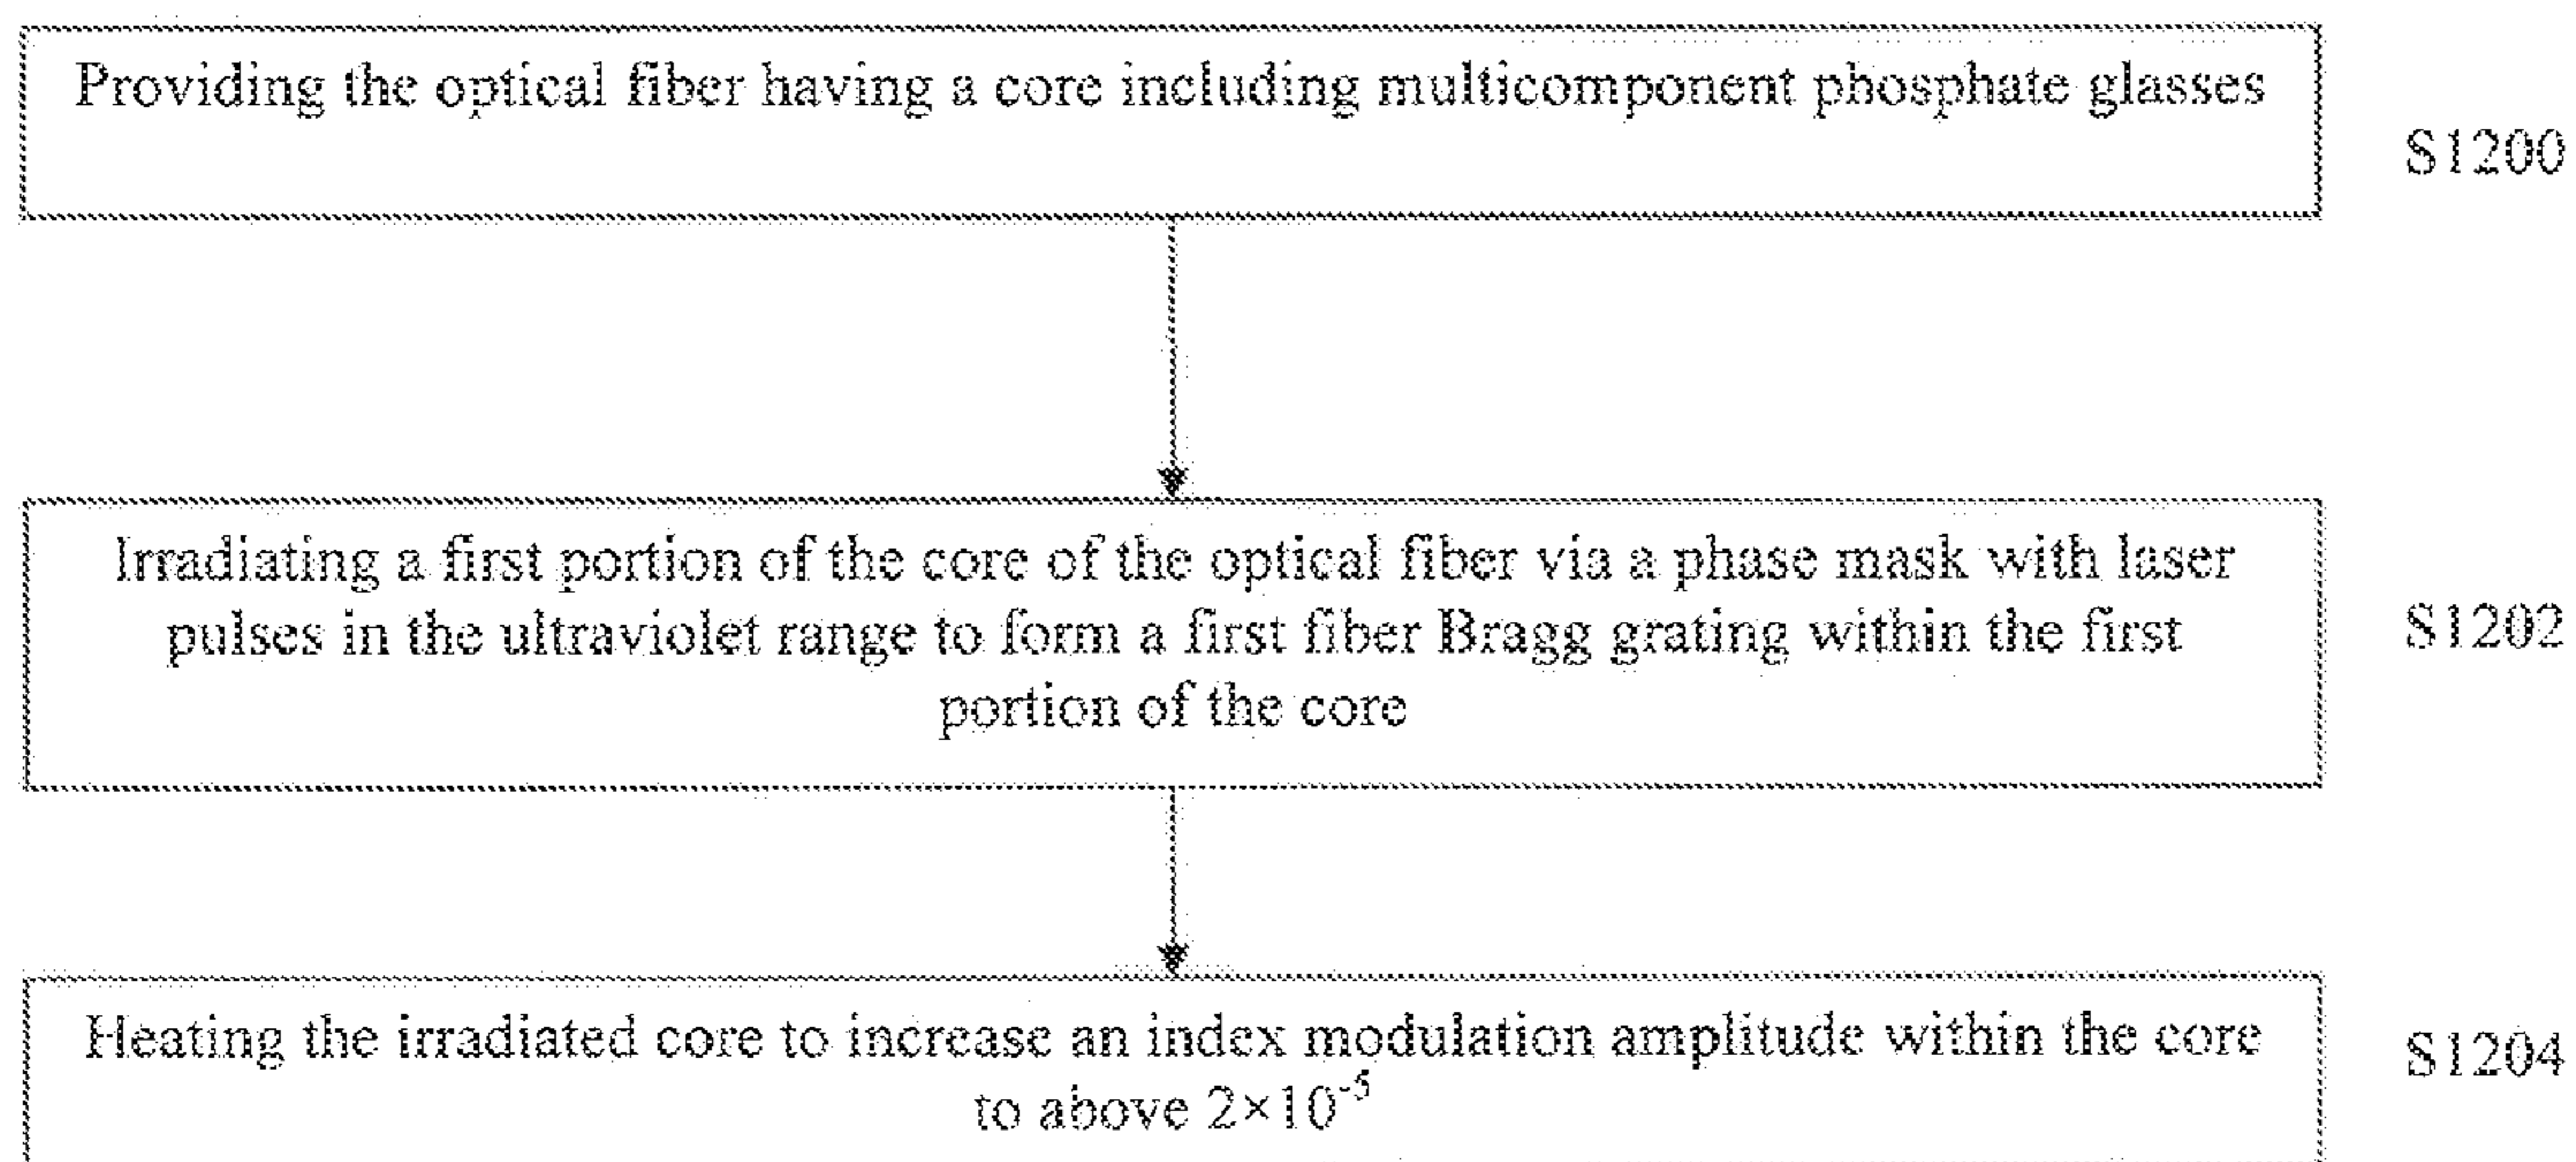 Providing the optical fiber having a core including multicomponent phosphate glasses
S1200
Irradiating a first portion of the core of the optical fiber via a phase mask with laser
pulses in the ultraviolet range to form a first fiber Bragg grating within the first
portion of the core
S1202
Heating the irradiated core to increase an index modulation amplitude within the core
to above 2×10⁻⁵
S1204